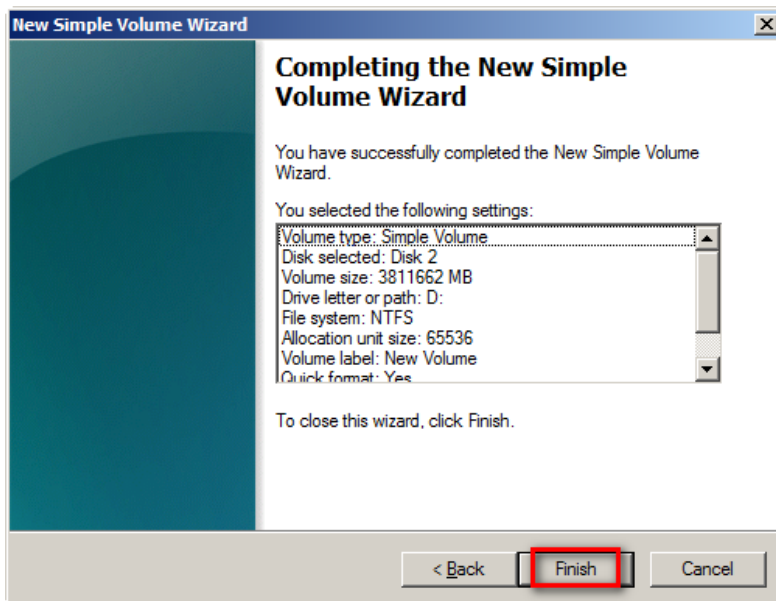 New Simple Volume Wizard
Completing the New Simple
Volume Wizard
You have successfully completed the New Simple Volume
Wizard.
You selected the following settings:
Volume type: Simple Volume
Disk selected: Disk 2
Volume size: 3811662 MB
Drive letter or path: D:
File system: NTFS
Allocation unit size: 65536
Volume label: New Volume
Quick format: Yes
To close this wizard, click Finish.
< Back Finish Cancel